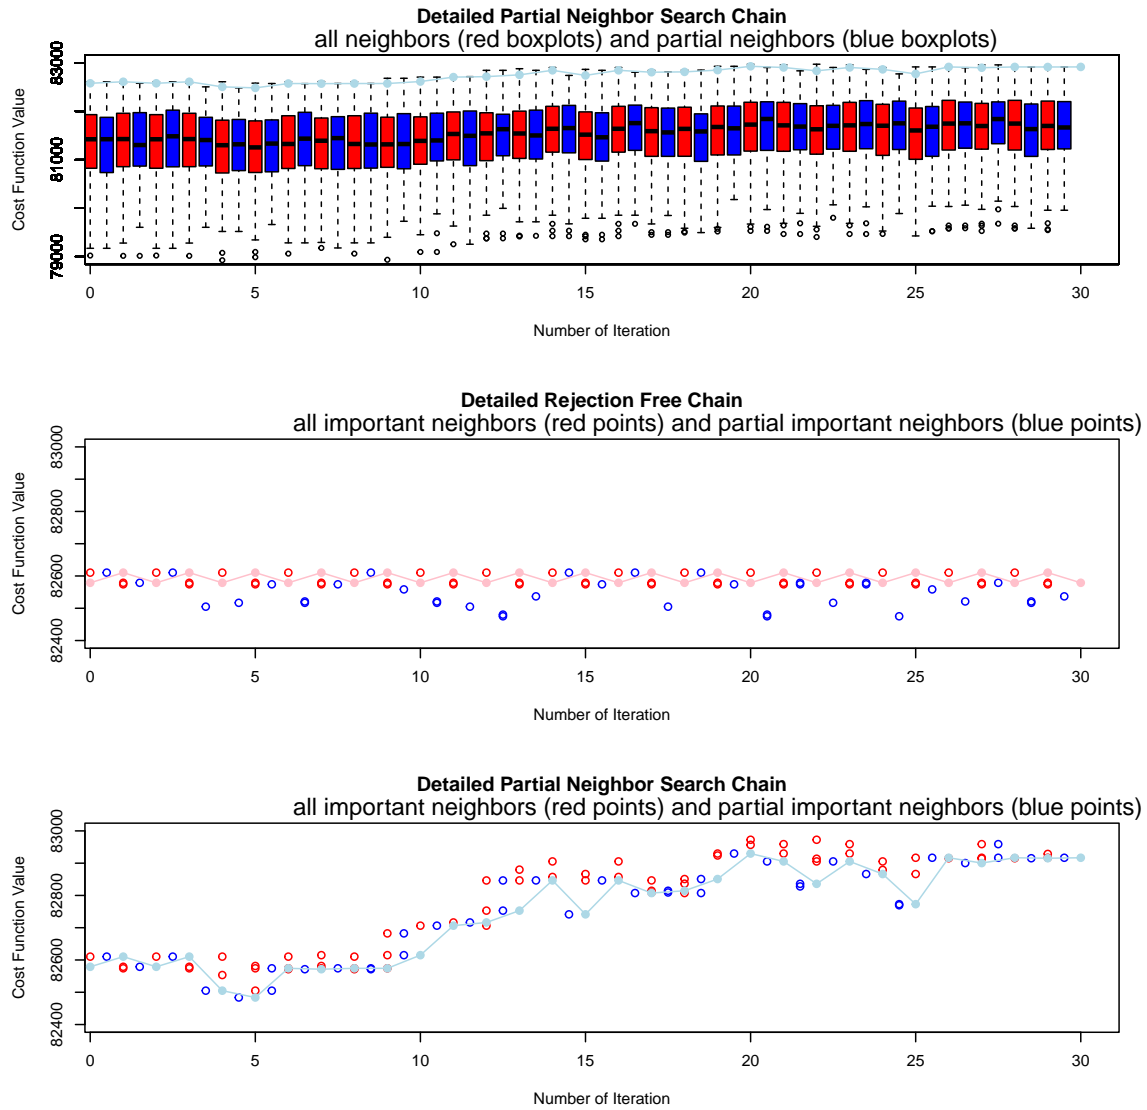 Detailed Partial Neighbor Search Chain
all neighbors (red boxplots) and partial neighbors (blue boxplots)
Cost Function Value
83000
81000
79000
0 5 10 15 20 25 30
Number of Iteration
Detailed Rejection Free Chain
all important neighbors (red points) and partial important neighbors (blue points)
Cost Function Value
83000
82800
82600
82400
0 5 10 15 20 25 30
Number of Iteration
Detailed Partial Neighbor Search Chain
all important neighbors (red points) and partial important neighbors (blue points)
Cost Function Value
83000
82800
82600
82400
0 5 10 15 20 25 30
Number of Iteration